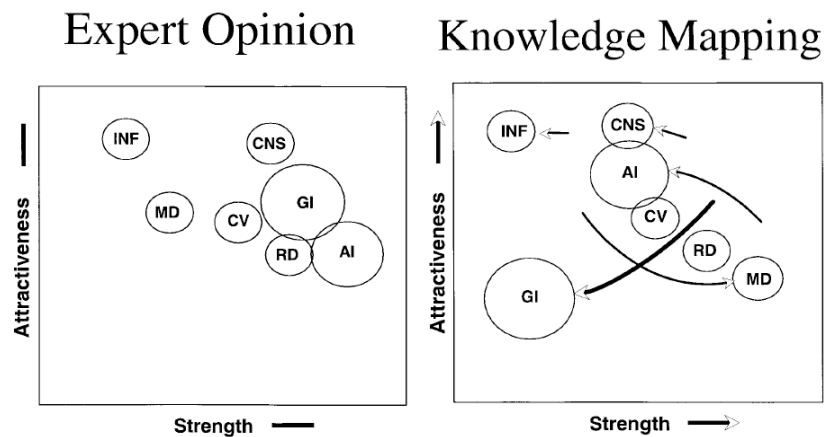 Expert Opinion
INF
CNS
MD
CV
GI
RD
AI
Attractiveness
Strength
Knowledge Mapping
INF
CNS
AI
CV
RD
MD
GI
Attractiveness
Strength